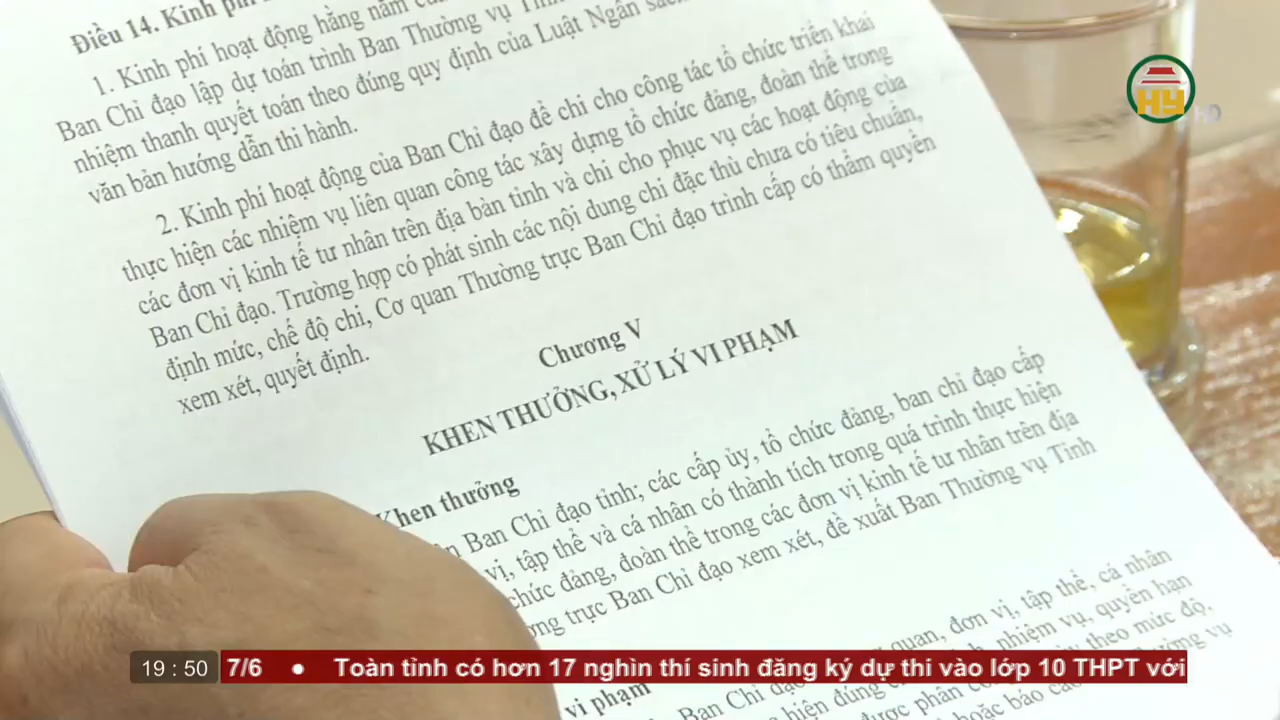 Điều 14. Kinh phí
1. Kinh phí hoạt động hằng năm
Ban Chỉ đạo lập dự toán trình Ban Thường vụ Tỉnh
nhiệm thanh quyết toán theo đúng quy định của Luật Ngân sách
văn bản hướng dẫn thi hành.
2. Kinh phí hoạt động của Ban Chỉ đạo để chi cho công tác tổ chức triển khai
thực hiện các nhiệm vụ liên quan công tác xây dựng tổ chức đảng, đoàn thể trong
các đơn vị kinh tế tư nhân trên địa bàn tỉnh và chi cho phục vụ các hoạt động của
Ban Chỉ đạo. Trường hợp có phát sinh các nội dung chi đặc thù chưa có tiêu chuẩn,
định mức, chế độ chi, Cơ quan Thường trực Ban Chỉ đạo trình cấp có thẩm quyền
xem xét, quyết định.
Chương V
KHEN THƯỞNG, XỬ LÝ VI PHẠM
Khen thưởng
Ban Chỉ đạo tỉnh; các cấp ủy, tổ chức đảng, ban chỉ đạo cấp
vị, tập thể và cá nhân có thành tích trong quá trình thực hiện
chức đảng, đoàn thể trong các đơn vị kinh tế tư nhân trên địa
trực Ban Chỉ đạo xem xét, đề xuất Ban Thường vụ Tỉnh
quan, đơn vị, tập thể, cá nhân
nhiệm vụ, quyền hạn
theo mức độ,
vi phạm
HY HD
19 : 50 7/6 • Toàn tỉnh có hơn 17 nghìn thí sinh đăng ký dự thi vào lớp 10 THPT với